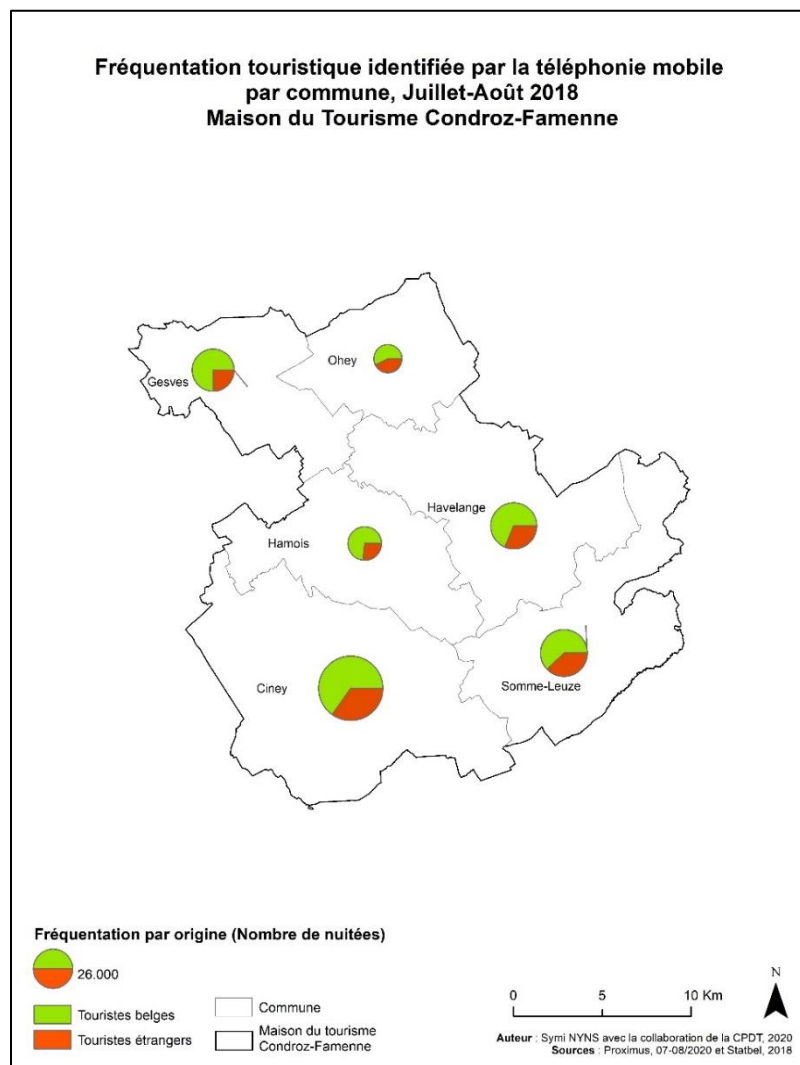 Fréquentation touristique identifiée par la téléphonie mobile
par commune, Juillet-Août 2018
Maison du Tourisme Condroz-Famenne
Ohey
Gesves
Havelange
Hamois
Ciney
Somme-Leuze
Fréquentation par origine (Nombre de nuitées)
26.000
Touristes belges
Touristes étrangers
Commune
Maison du tourisme
Condroz-Famenne
0 5 10 Km
N
Auteur : Symi NYNS avec la collaboration de la CPDT, 2020
Sources : Proximus, 07-08/2020 et Statbel, 2018